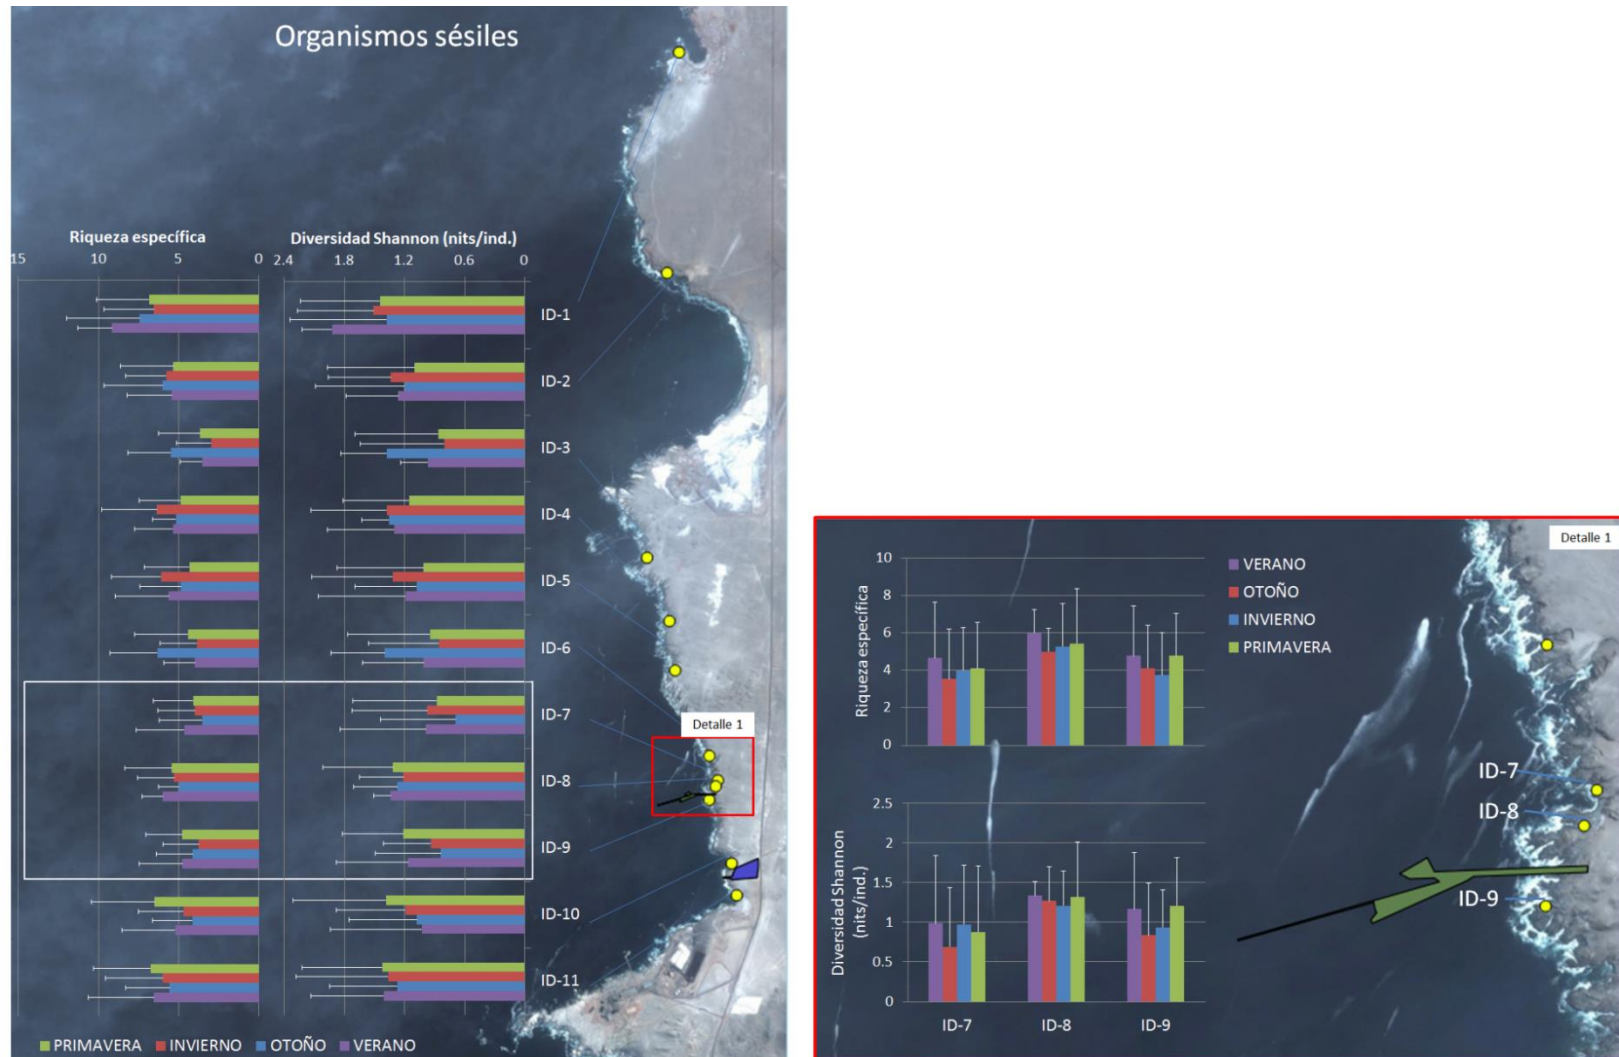 Organismos sésiles
Riqueza específica
Diversidad Shannon (nits/ind.)
15 10 5 0
2.4 1.8 1.2 0.6 0
ID-1
ID-2
ID-3
ID-4
ID-5
ID-6
ID-7
ID-8
ID-9
ID-10
ID-11
Detalle 1
PRIMAVERA INVIERNO OTOÑO VERANO
Detalle 1
Riqueza específica
10
8
6
4
2
0
VERANO
OTOÑO
INVIERNO
PRIMAVERA
Diversidad Shannon
(nits/ind.)
2.5
2
1.5
1
0.5
0
ID-7 ID-8 ID-9
ID-7
ID-8
ID-9